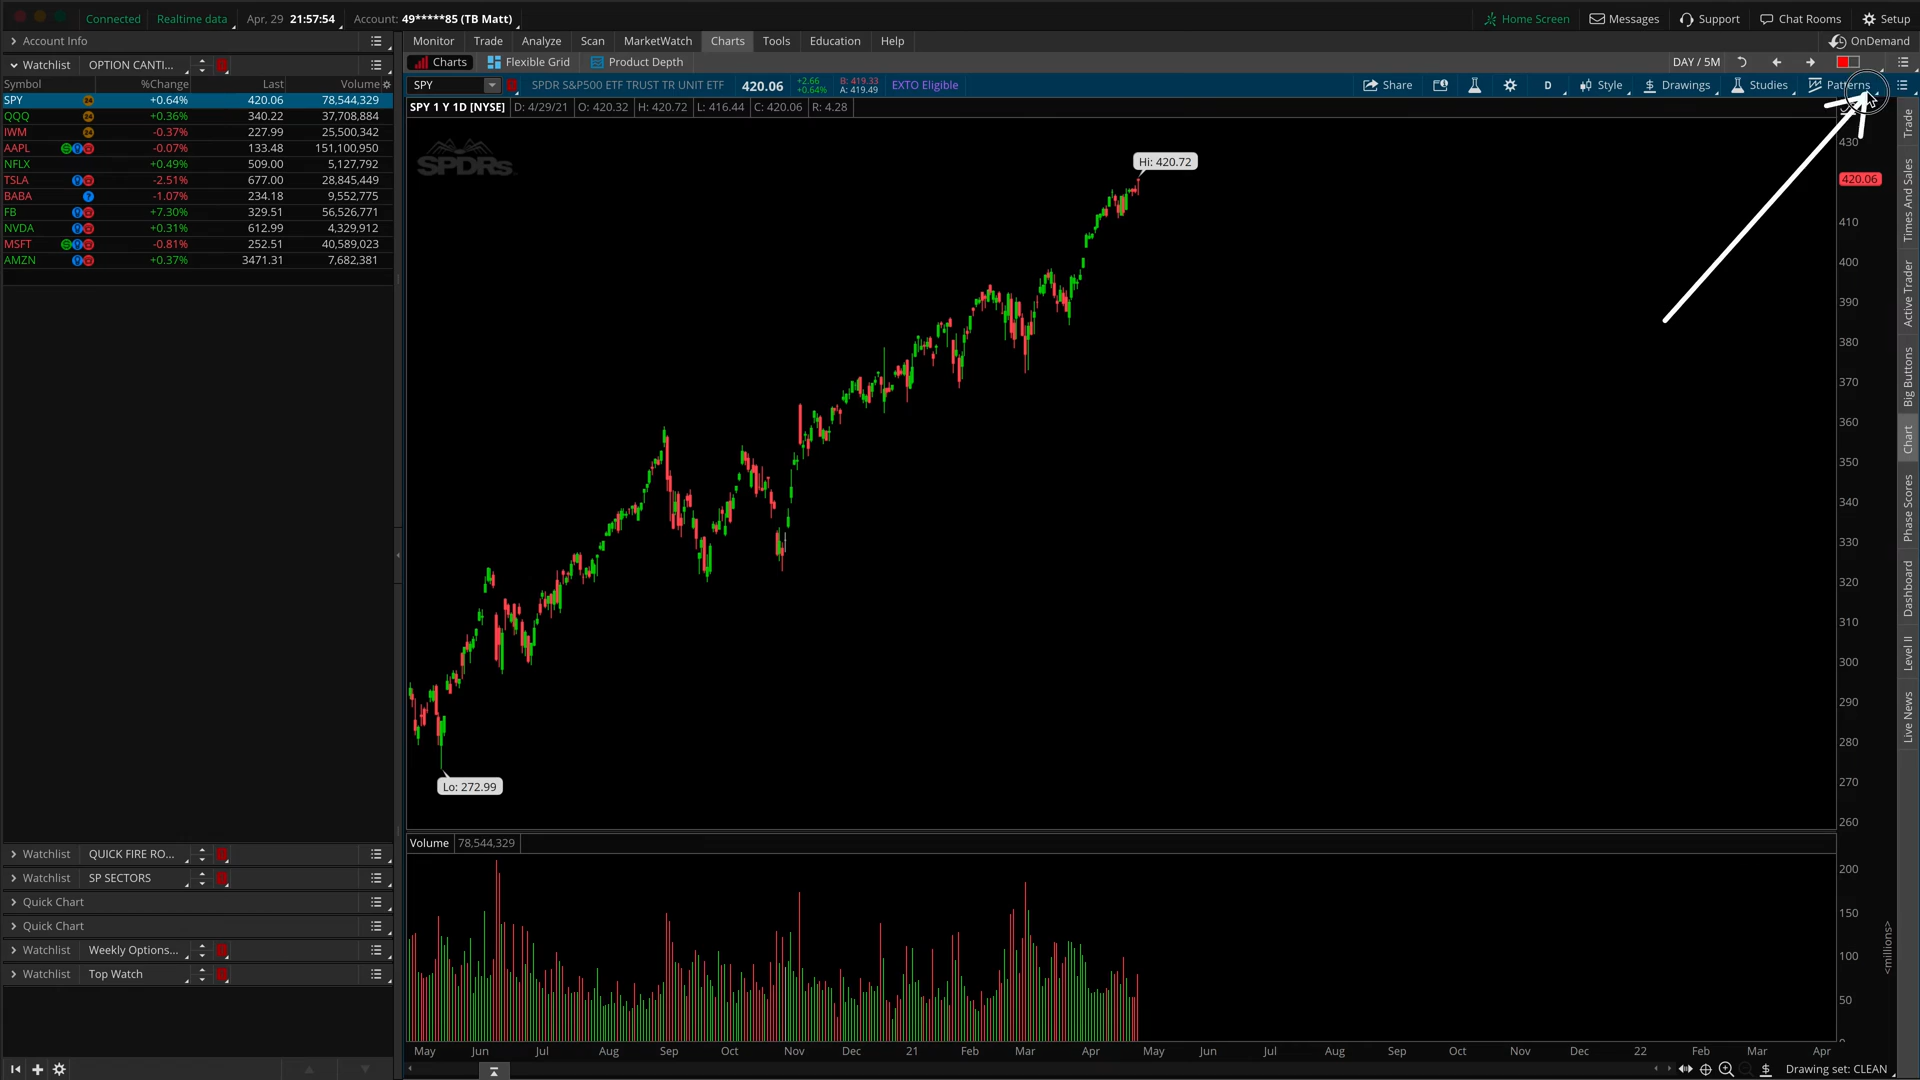 Connected Realtime data Apr, 29 21:57:54 Account: 49*****85 (TB Matt) Home Screen Messages Support Chat Rooms Setup
Account Info
Monitor Trade Analyze Scan MarketWatch Charts Tools Education Help OnDemand
Watchlist OPTION CANTI...
Charts Flexible Grid Product Depth DAY / 5M
Symbol %Change Last Volume
SPY 24 +0.64% 420.06 78,544,329
QQQ 24 +0.36% 340.22 37,708,884
IWM 24 -0.37% 227.99 25,500,342
AAPL -0.07% 133.48 151,100,950
NFLX +0.49% 509.00 5,127,792
TSLA -2.51% 677.00 28,845,449
BABA -1.07% 234.18 9,552,775
FB +7.30% 329.51 56,526,771
NVDA +0.31% 612.99 4,329,912
MSFT -0.81% 252.51 40,589,023
AMZN +0.37% 3471.31 7,682,381
SPY SPDR S&P500 ETF TRUST TR UNIT ETF 420.06 +2.66 +0.64% B: 419.33 A: 419.49 EXTO Eligible Share D Style Drawings Studies Patterns
SPY 1 Y 1D [NYSE] D: 4/29/21 O: 420.32 H: 420.72 L: 416.44 C: 420.06 R: 4.28
SPDRs
Hi: 420.72
Lo: 272.99
430
420.06
410
400
390
380
370
360
350
340
330
320
310
300
290
280
270
260
Volume 78,544,329
200
150
100
50
<millions>
May Jun Jul Aug Sep Oct Nov Dec 21 Feb Mar Apr May Jun Jul Aug Sep Oct Nov Dec 22 Feb Mar Apr
Drawing set: CLEAN
Watchlist QUICK FIRE RO...
Watchlist SP SECTORS
Quick Chart
Quick Chart
Watchlist Weekly Options...
Watchlist Top Watch
Trade
Times And Sales
Active Trader
Big Buttons
Chart
Phase Scores
Dashboard
Level II
Live News